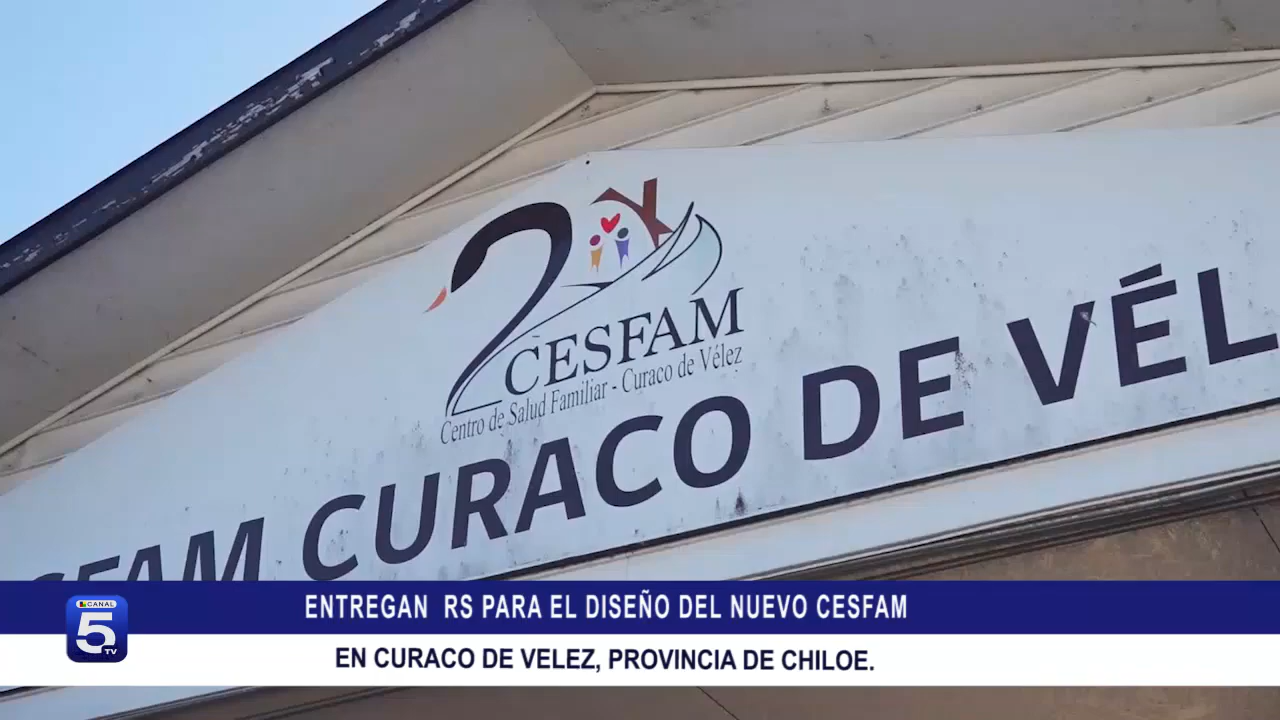 CESFAM
Centro de Salud Familiar - Curaco de Vélez
CURACO DE VÉL
ENTREGAN RS PARA EL DISEÑO DEL NUEVO CESFAM
CANAL
5
TV
EN CURACO DE VELEZ, PROVINCIA DE CHILOE.